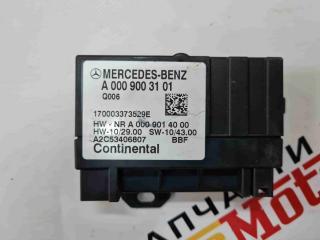 MERCEDES-BENZ
A 000 900 31 01
Q006
170003373529E
HW - NR A 000 901 40 00
HW-10/29.00 SW-10/43.00
A2C53406807 BBF
Continental